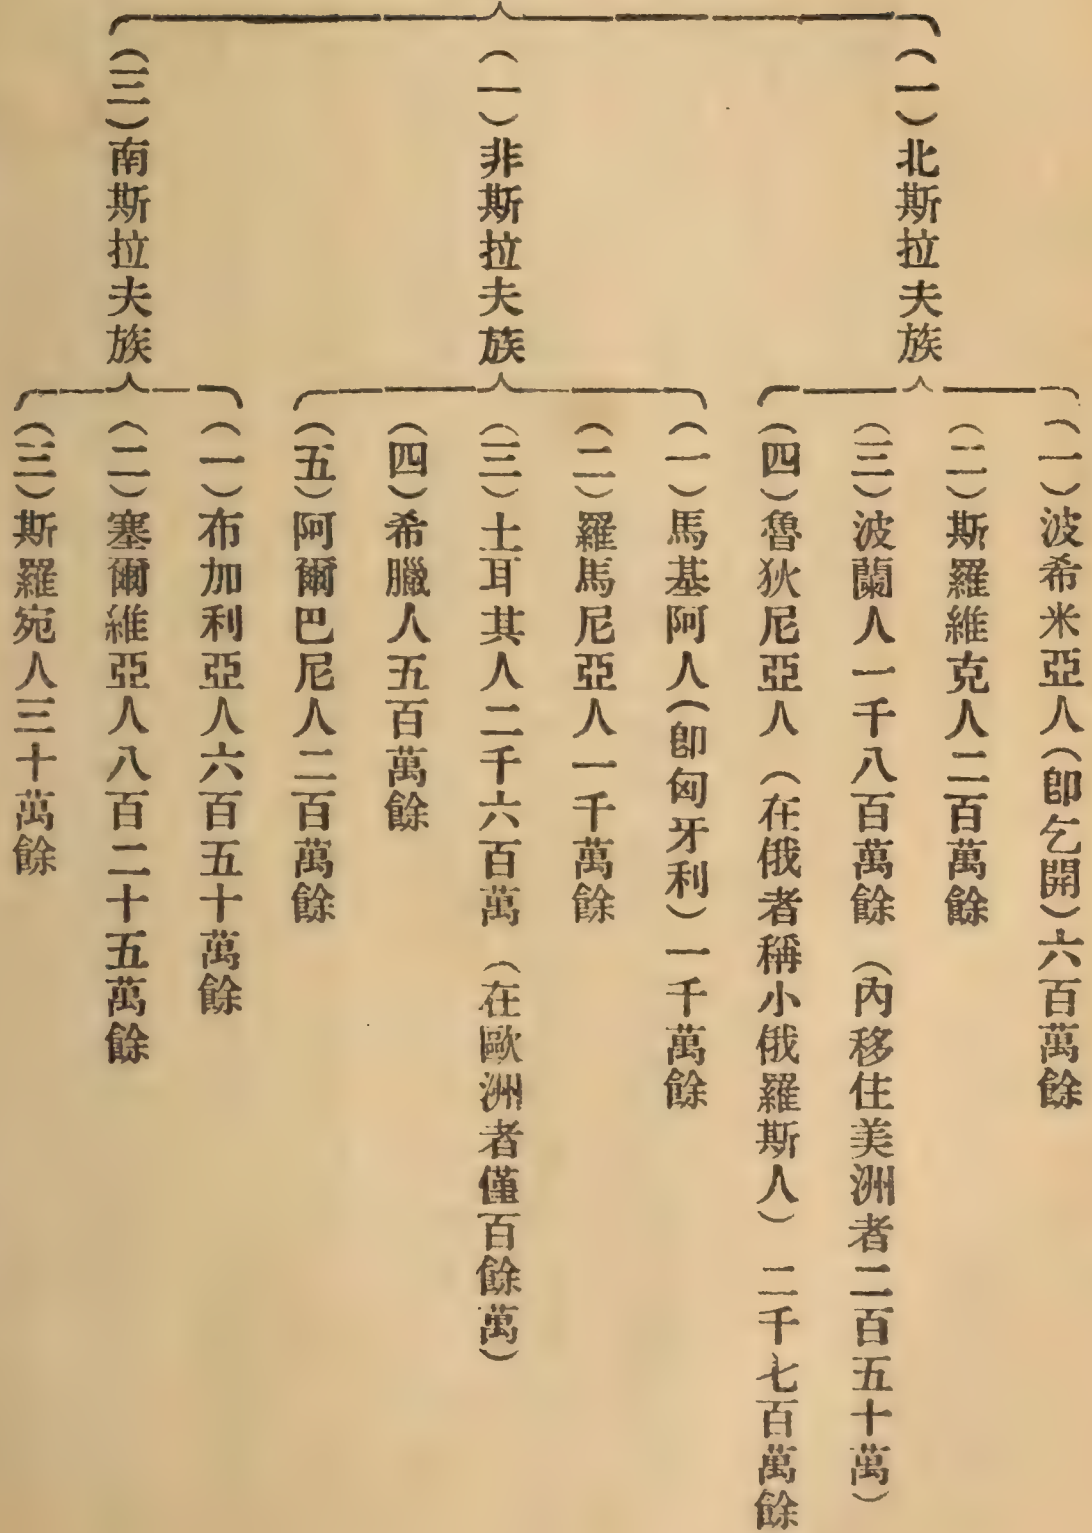 （一）北斯拉夫族
（一）波希米亞人（卽乞開）六百萬餘
（二）斯羅維克人二百萬餘
（三）波蘭人一千八百萬餘（內移住美洲者二百五十萬）
（四）魯狄尼亞人（在俄者稱小俄羅斯人）二千七百萬餘
（一）非斯拉夫族
（一）馬基阿人（卽匈牙利）一千萬餘
（二）羅馬尼亞人一千萬餘
（三）土耳其人二千六百萬（在歐洲者僅百餘萬）
（四）希臘人五百萬餘
（五）阿爾巴尼人二百萬餘
（三）南斯拉夫族
（一）布加利亞人六百五十萬餘
（二）塞爾維亞人八百二十五萬餘
（三）斯羅宛人三十萬餘